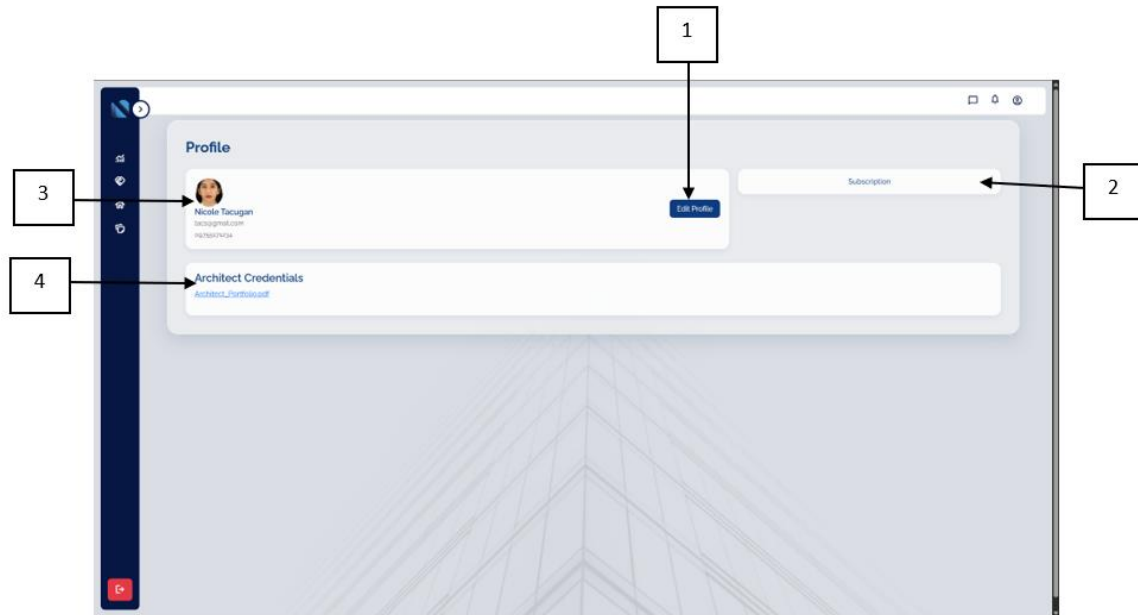 1
Profile
3
Nicole Tacugan
Edit Profile
Subscription
2
4
Architect Credentials
Architect_Portfolio.pdf